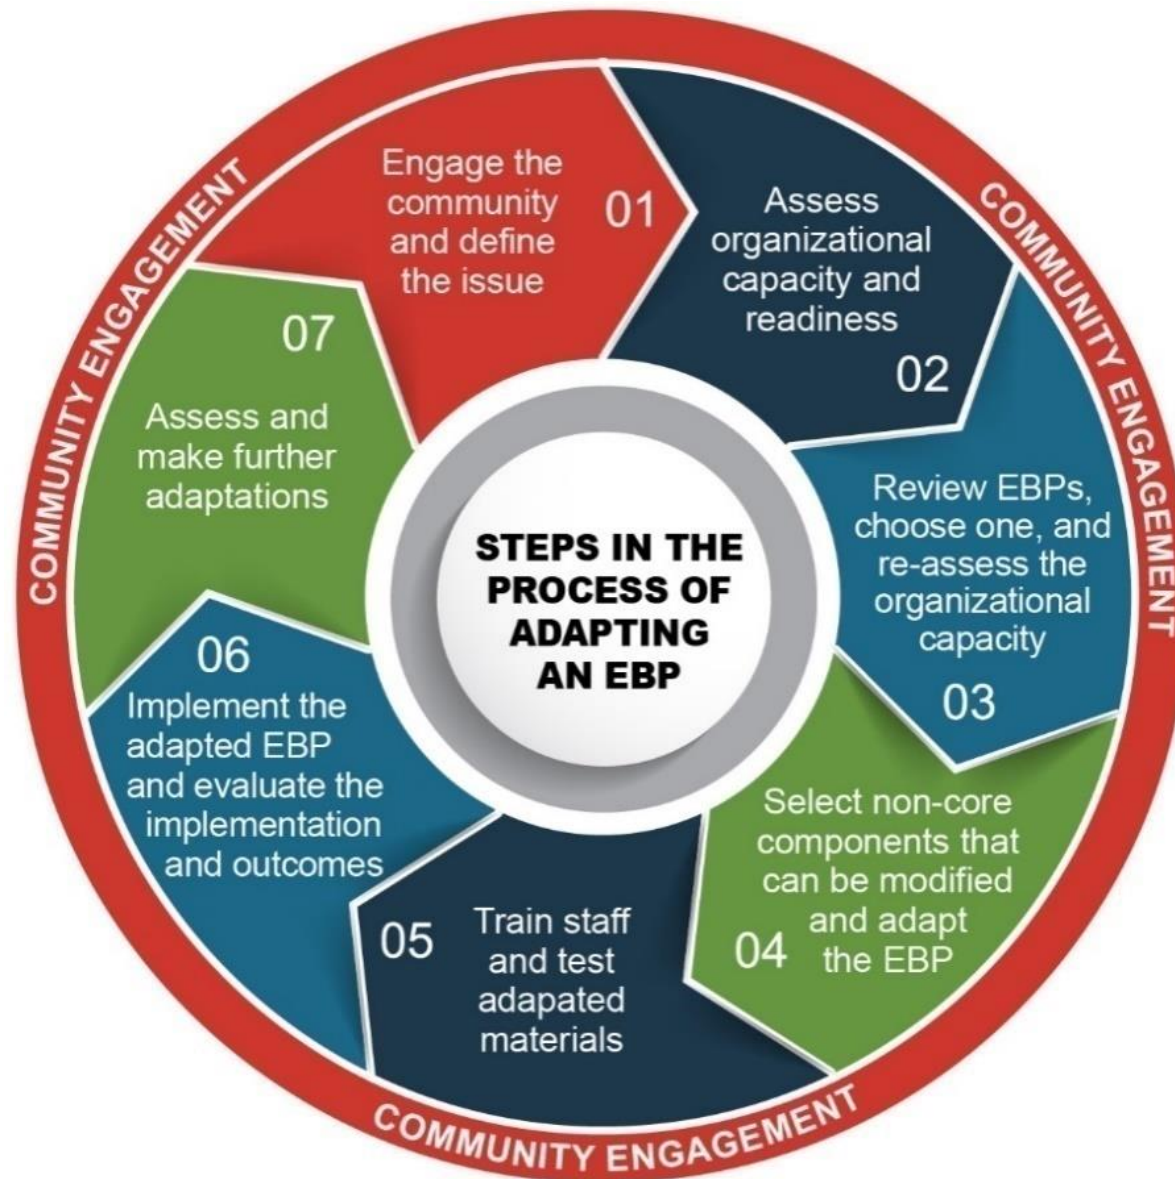 STEPS IN THE
PROCESS OF
ADAPTING
AN EBP
01
Engage the
community
and define
the issue
02
Assess
organizational
capacity and
readiness
03
Review EBPs,
choose one, and
re-assess the
organizational
capacity
04
Select non-core
components that
can be modified
and adapt
the EBP
05
Train staff
and test
adapated
materials
06
Implement the
adapted EBP
and evaluate the
implementation
and outcomes
07
Assess and
make further
adaptations
COMMUNITY ENGAGEMENT
COMMUNITY ENGAGEMENT
COMMUNITY ENGAGEMENT